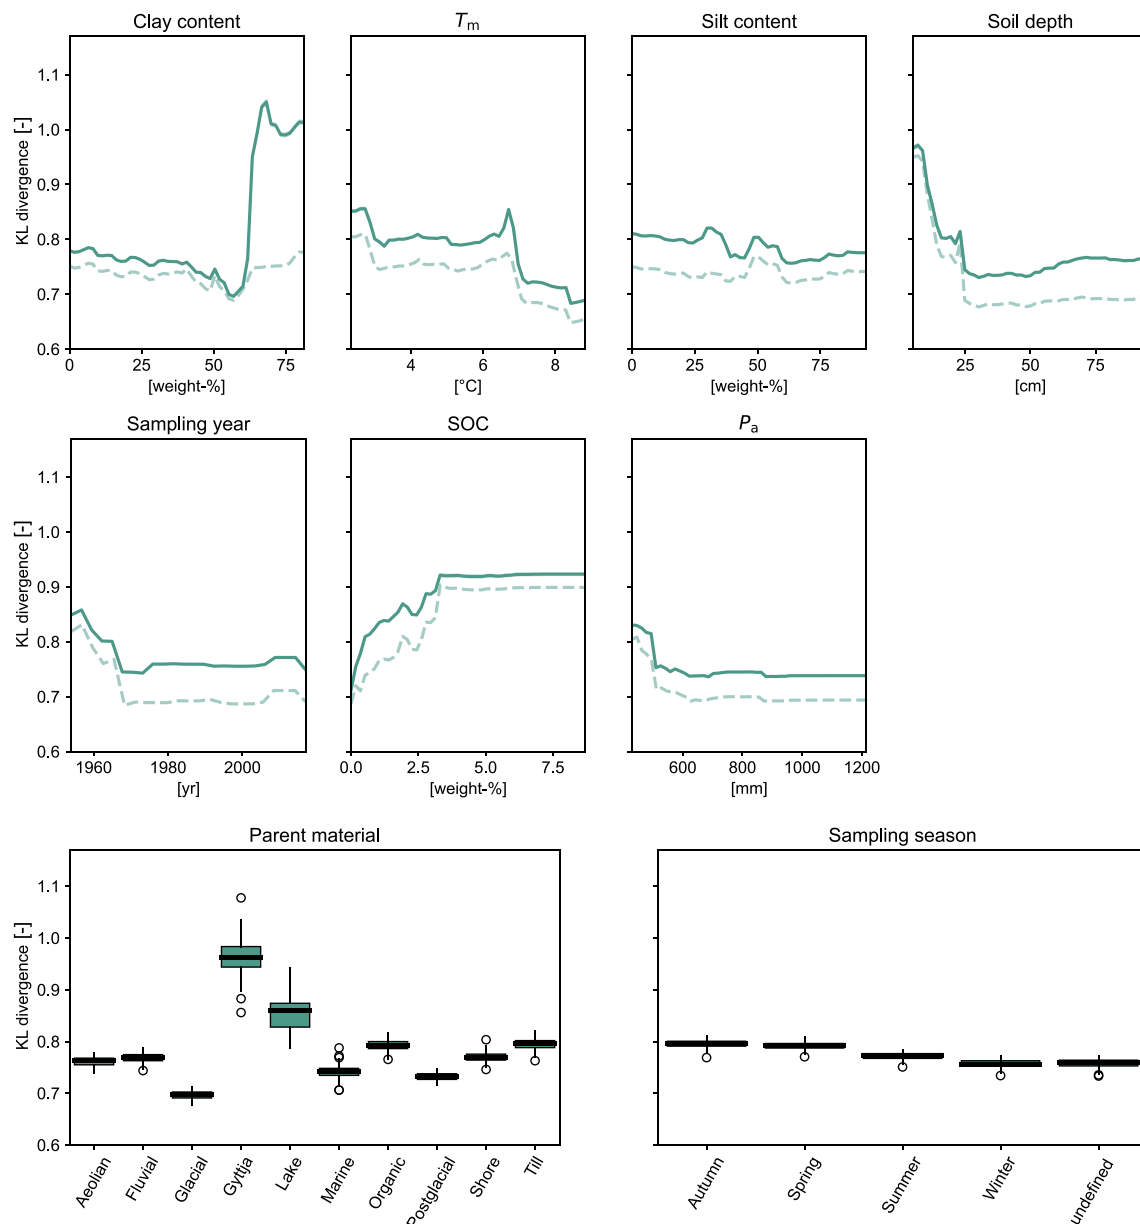 Clay content
T_m
Silt content
Soil depth
KL divergence [-]
1.1
1.0
0.9
0.8
0.7
0.6
0 25 50 75
[weight-%]
4 6 8
[°C]
0 25 50 75
[weight-%]
25 50 75
[cm]
Sampling year
SOC
P_a
KL divergence [-]
1.1
1.0
0.9
0.8
0.7
0.6
1960 1980 2000
[yr]
0.0 2.5 5.0 7.5
[weight-%]
600 800 1000 1200
[mm]
Parent material
Sampling season
KL divergence [-]
1.1
1.0
0.9
0.8
0.7
0.6
Aeolian
Fluvial
Glacial
Gyttja
Lake
Marine
Organic
Postglacial
Shore
Till
Autumn
Spring
Summer
Winter
undefined